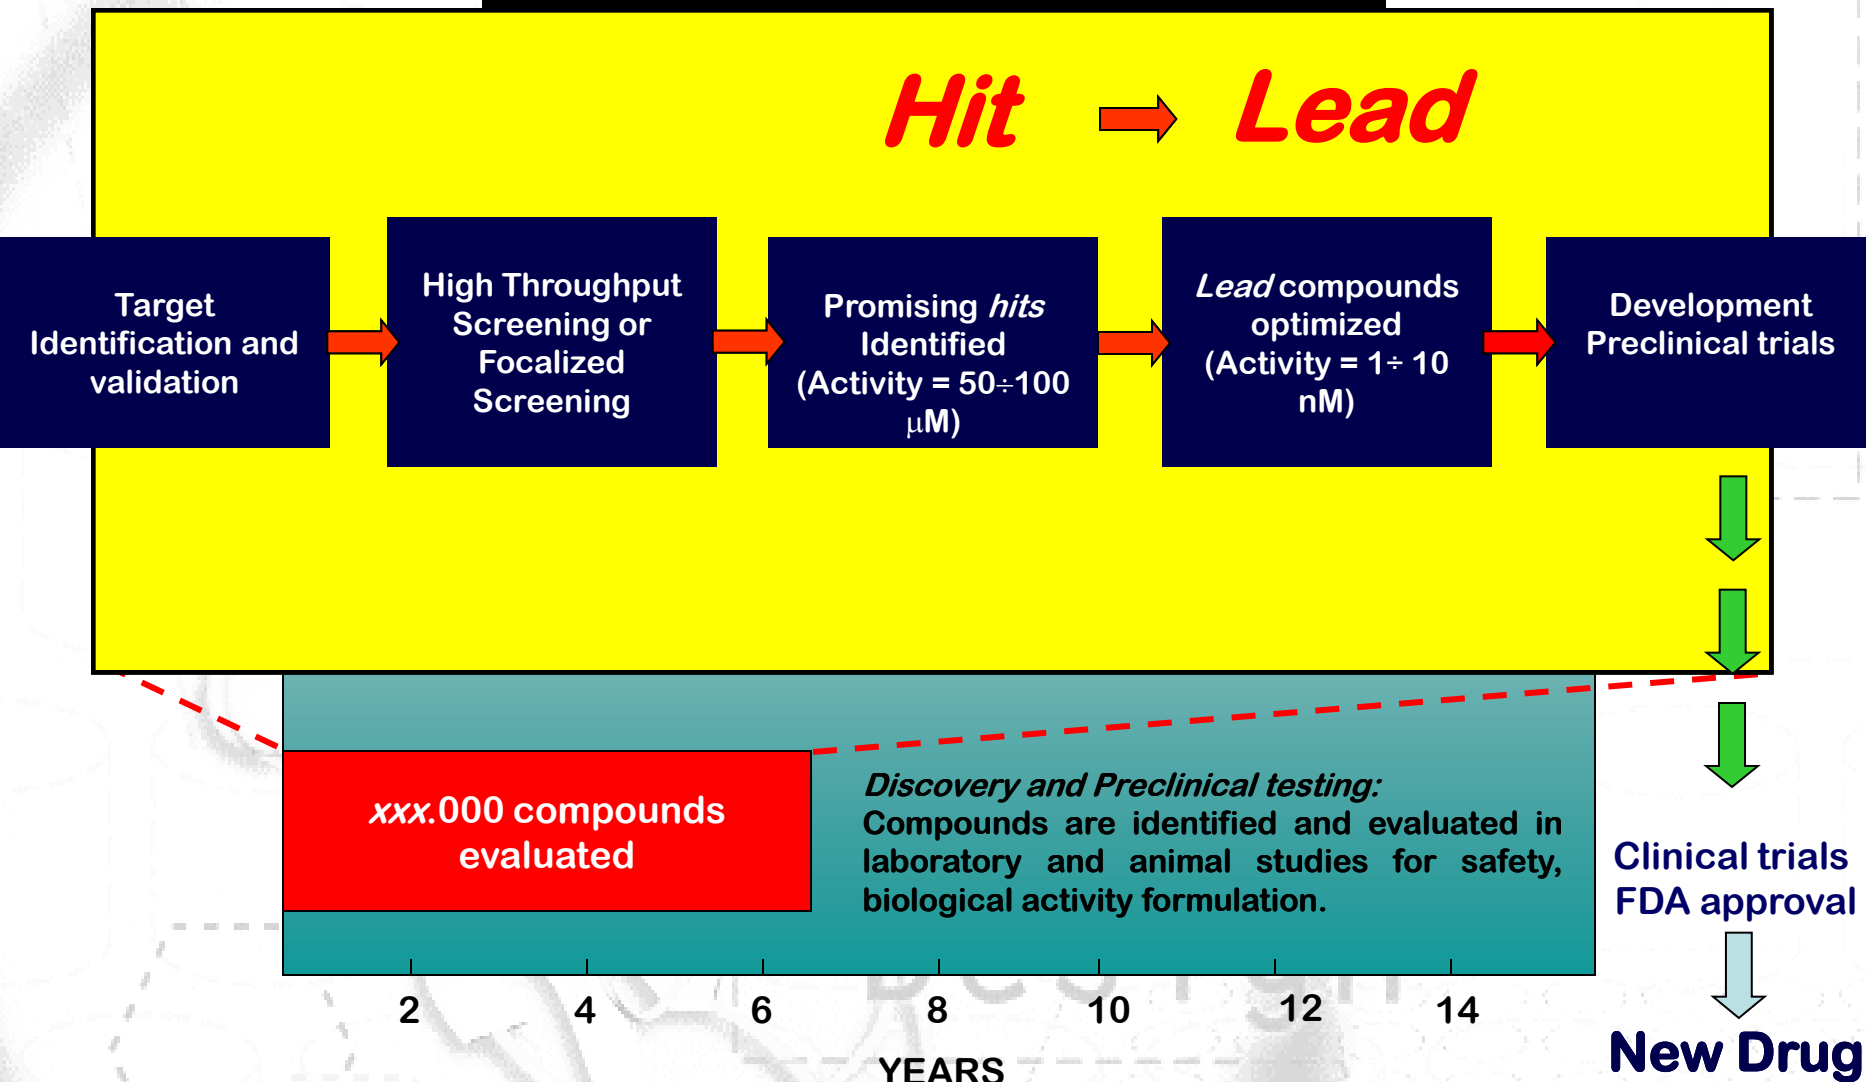 Hit
Lead
Target
Identification and
validation
High Throughput
Screening or
Focalized
Screening
Promising hits
Identified
(Activity = 50÷100
μM)
Lead compounds
optimized
(Activity = 1÷ 10
nM)
Development
Preclinical trials
xxx.000 compounds
evaluated
Discovery and Preclinical testing:
Compounds are identified and evaluated in
laboratory and animal studies for safety,
biological activity formulation.
Clinical trials
FDA approval
2 4 6 8 10 12 14
YEARS
New Drug